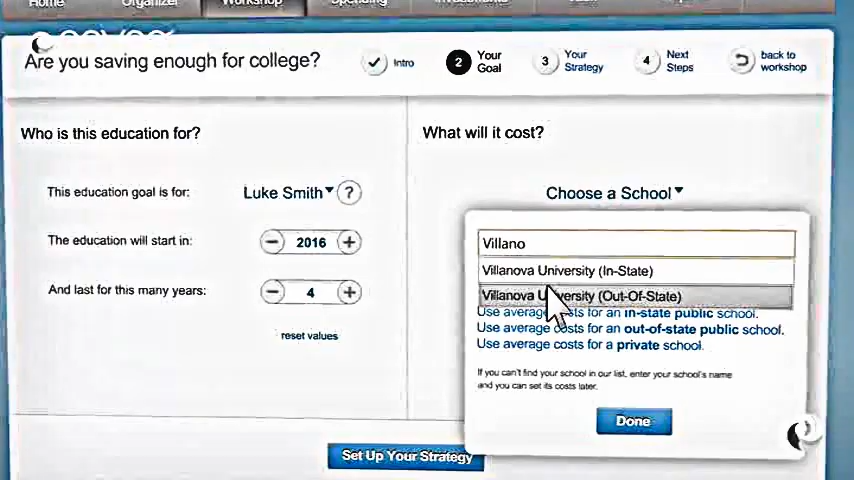 Home Organizer Workshop Spending Investments
Are you saving enough for college?
Intro
2 Your Goal
3 Your Strategy
4 Next Steps
back to workshop
Who is this education for?
What will it cost?
This education goal is for: Luke Smith ?
Choose a School
The education will start in: − 2016 +
Villano
Villanova University (In-State)
And last for this many years: − 4 +
Villanova University (Out-Of-State)
Use average costs for an in-state public school.
Use average costs for an out-of-state public school.
Use average costs for a private school.
reset values
If you can't find your school in our list, enter your school's name
and you can set its costs later.
Done
Set Up Your Strategy